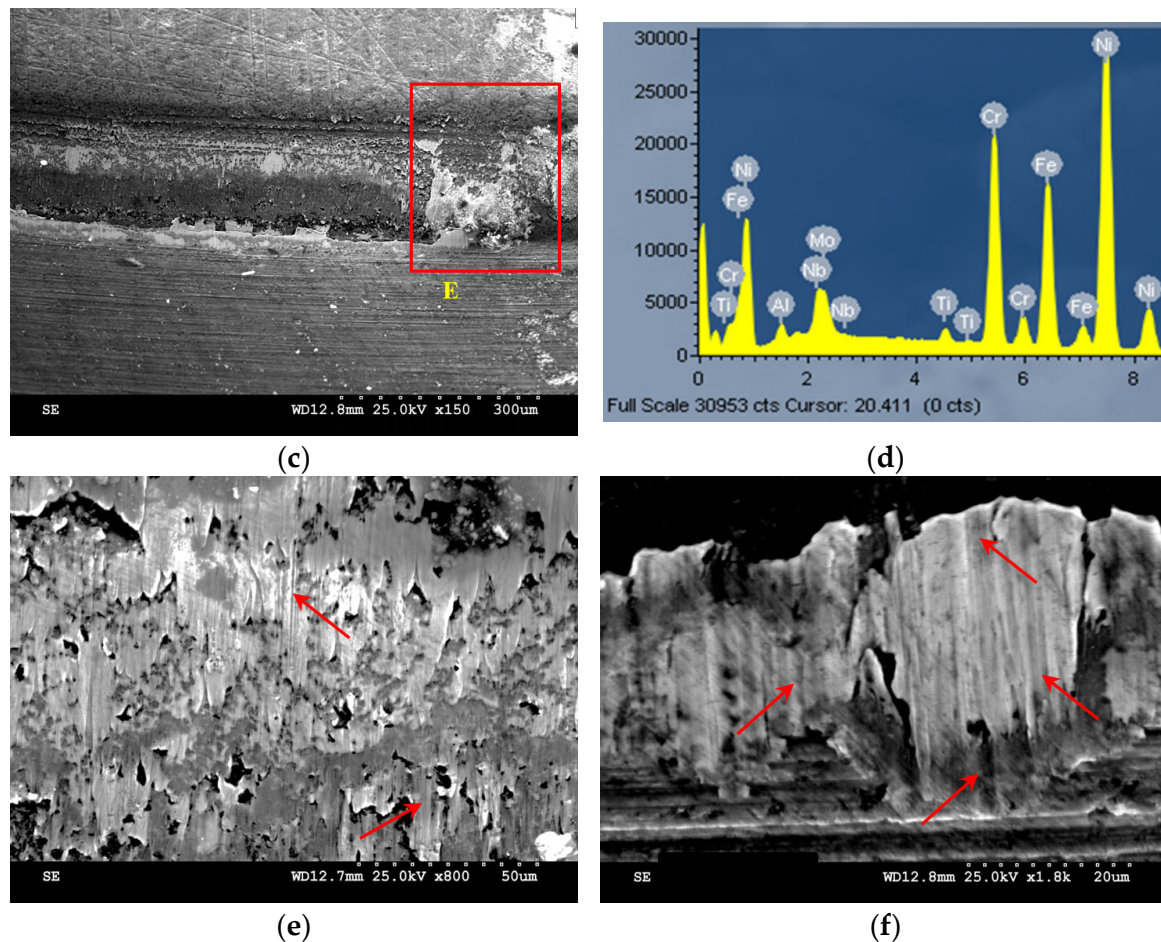 E
SE WD12.8mm 25.0kV x150 300um
(c)
30000
25000
20000
15000
10000
5000
0
Ni
Cr
Fe
Ni
Fe
Mo
Nb
Cr
Ti
Al
Nb
Ti
Ti
Cr
Fe
Ni
0 2 4 6 8
Full Scale 30953 cts Cursor: 20.411 (0 cts)
(d)
SE WD12.7mm 25.0kV x800 50um
(e)
SE WD12.8mm 25.0kV x1.8k 20um
(f)